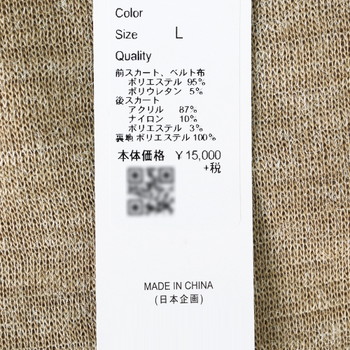 Color
Size L
Quality
前スカート、ベルト布
ポリエステル 95%
ポリウレタン 5%
後スカート
アクリル 87%
ナイロン 10%
ポリエステル 3%
裏地 ポリエステル 100%
本体価格 ¥15,000
+税
MADE IN CHINA
(日本企画)